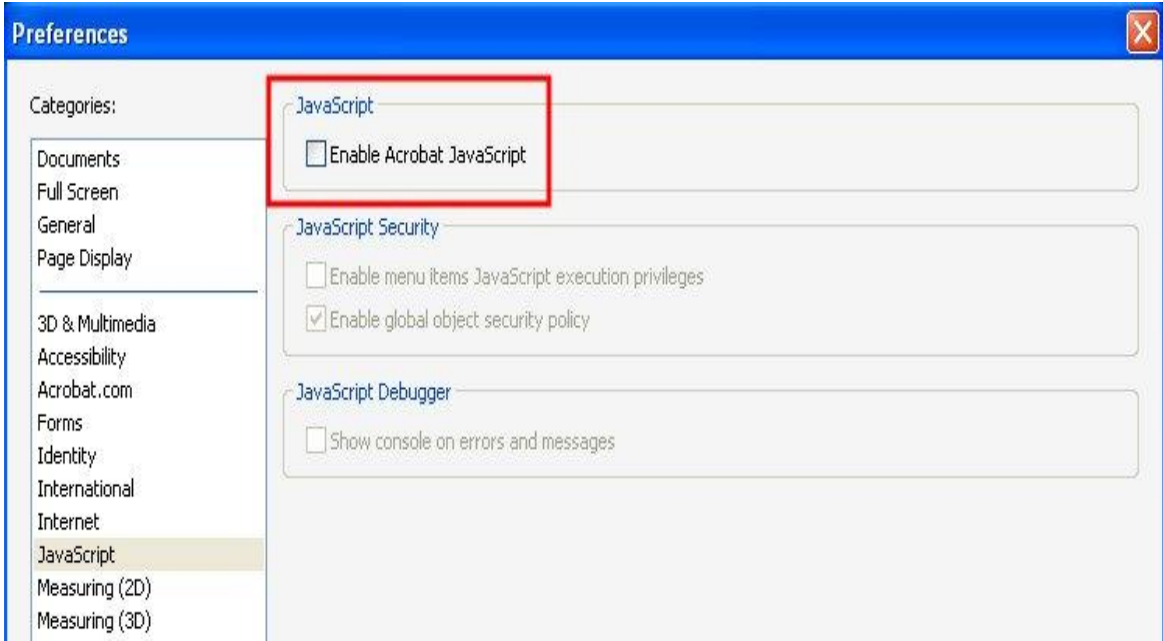 Preferences
Categories:
Documents
Full Screen
General
Page Display
3D & Multimedia
Accessibility
Acrobat.com
Forms
Identity
International
Internet
JavaScript
Measuring (2D)
Measuring (3D)
JavaScript
Enable Acrobat JavaScript
JavaScript Security
Enable menu items JavaScript execution privileges
Enable global object security policy
JavaScript Debugger
Show console on errors and messages